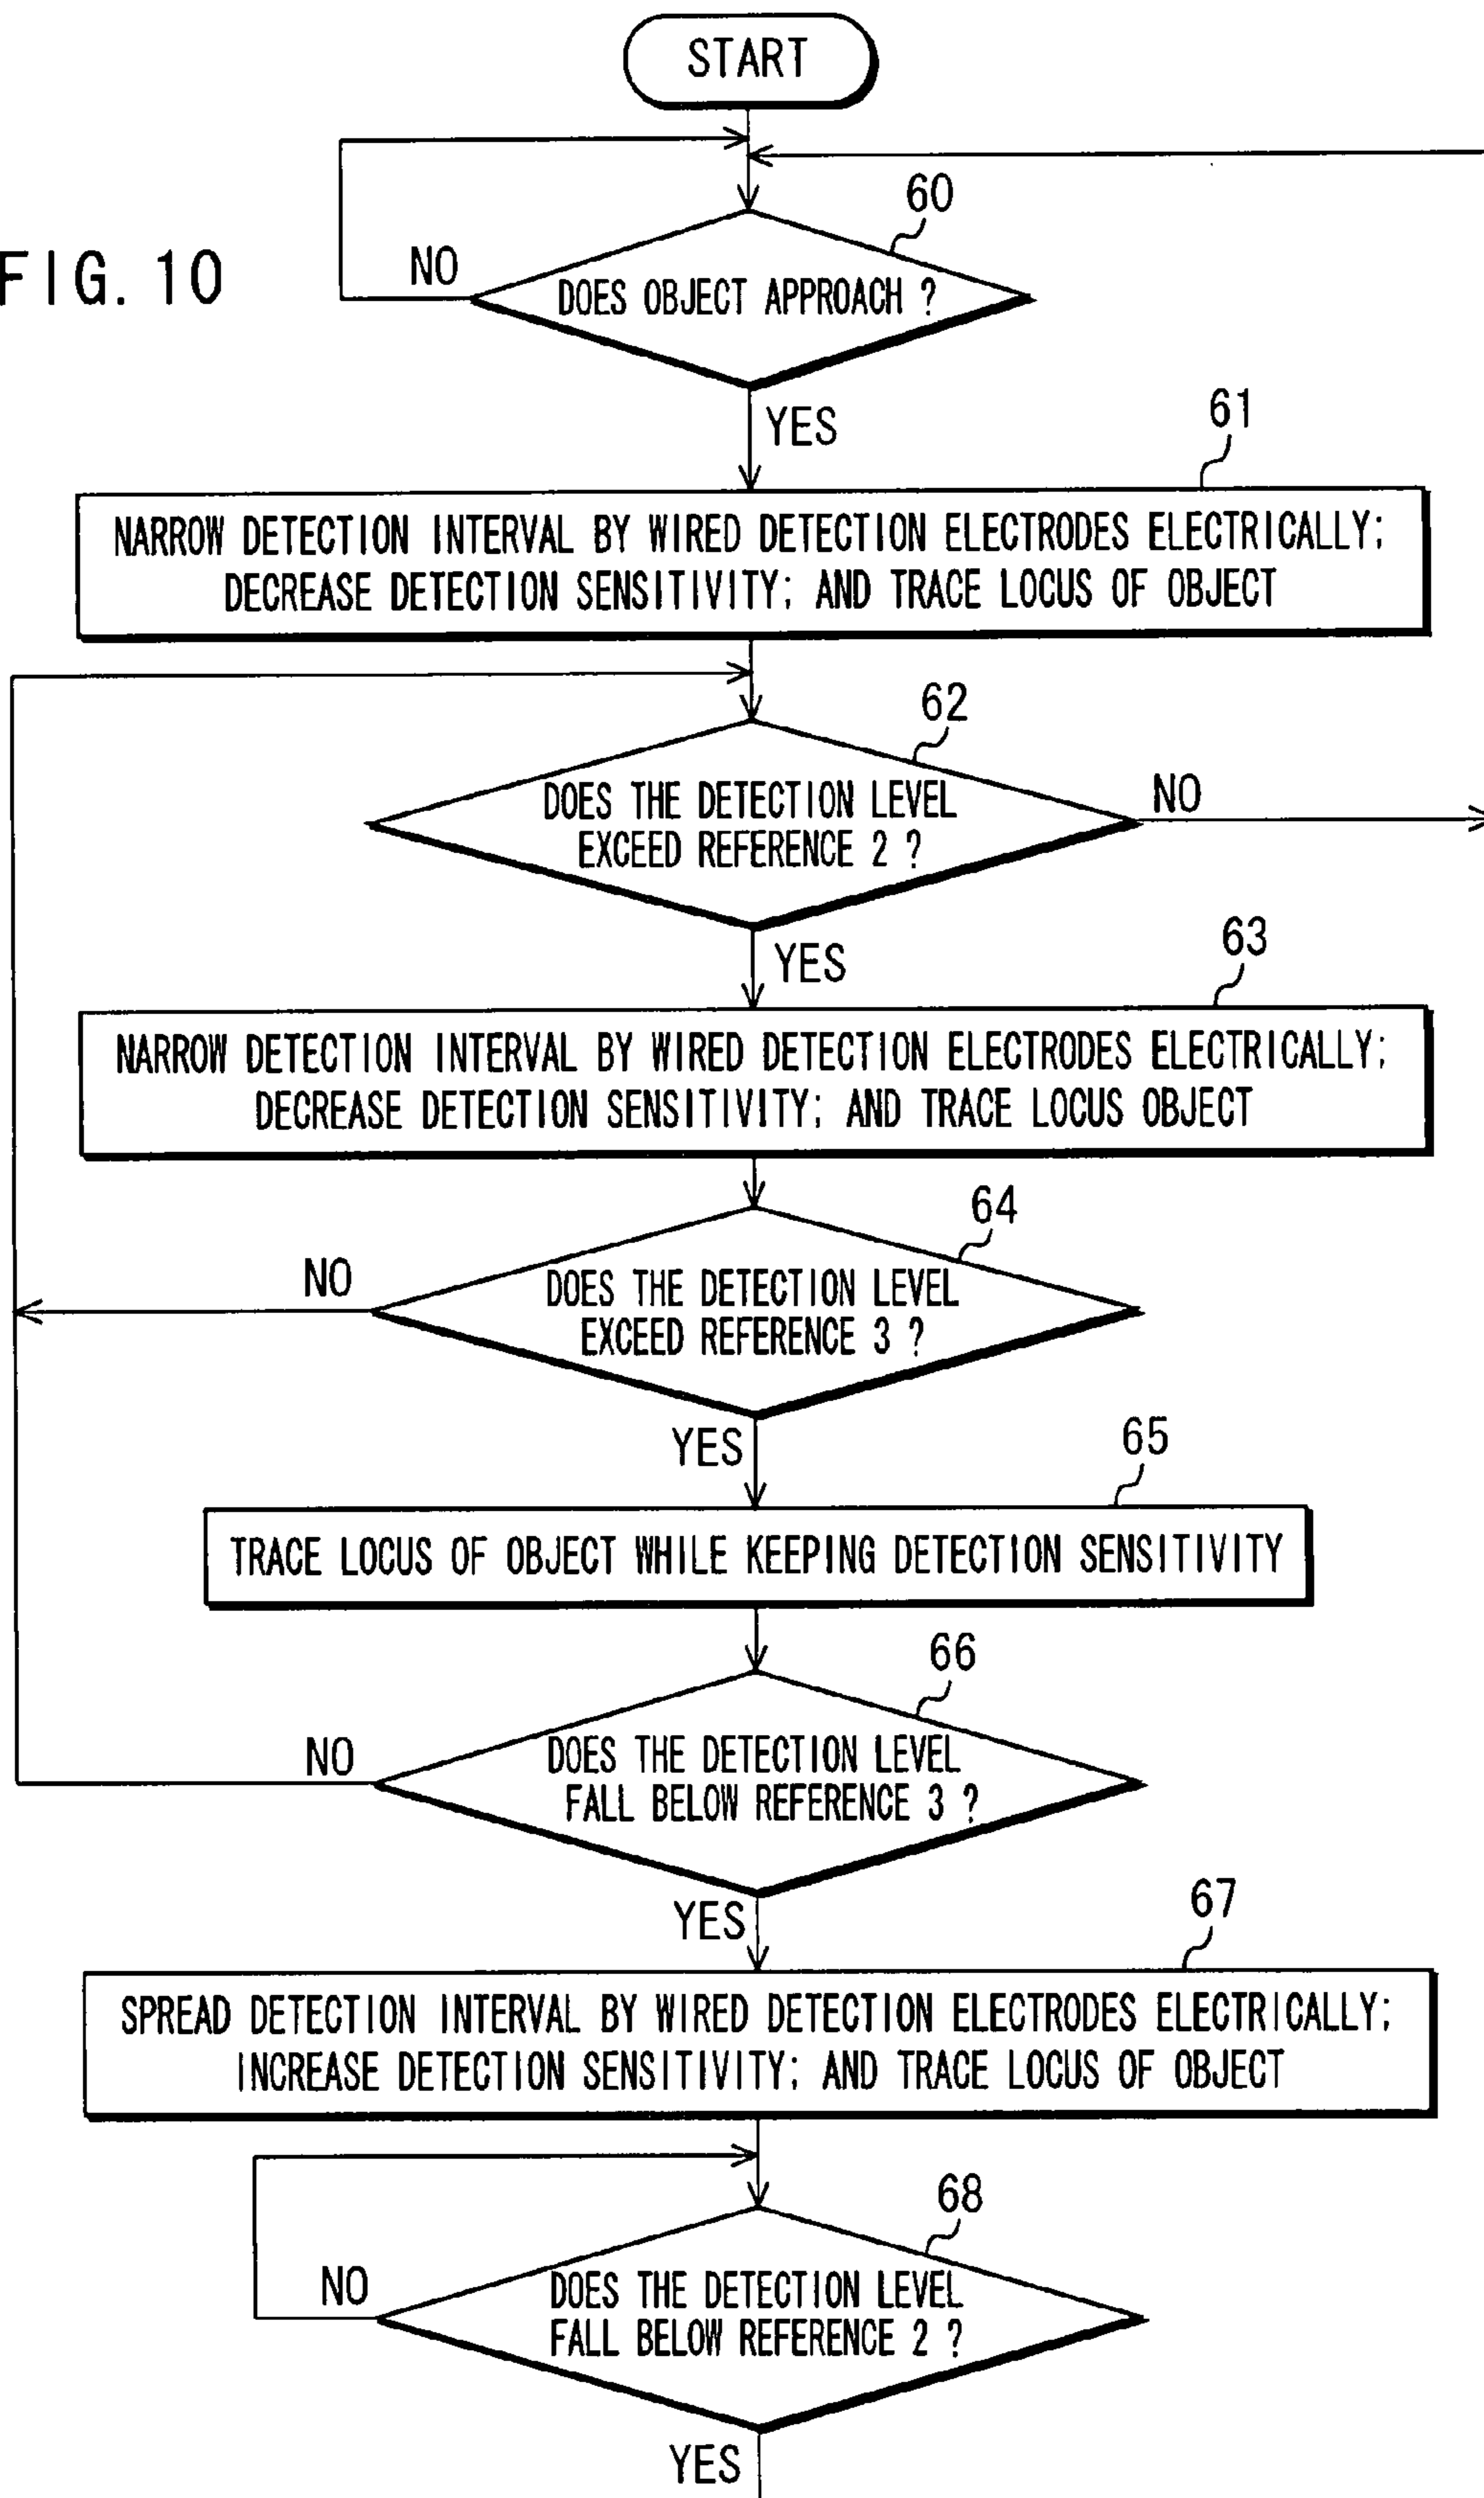 START
60
FIG. 10
NO
DOES OBJECT APPROACH ?
YES
61
NARROW DETECTION INTERVAL BY WIRED DETECTION ELECTRODES ELECTRICALLY;
DECREASE DETECTION SENSITIVITY; AND TRACE LOCUS OF OBJECT
62
DOES THE DETECTION LEVEL
EXCEED REFERENCE 2 ?
NO
YES
63
NARROW DETECTION INTERVAL BY WIRED DETECTION ELECTRODES ELECTRICALLY;
DECREASE DETECTION SENSITIVITY; AND TRACE LOCUS OBJECT
64
NO
DOES THE DETECTION LEVEL
EXCEED REFERENCE 3 ?
YES
65
TRACE LOCUS OF OBJECT WHILE KEEPING DETECTION SENSITIVITY
66
NO
DOES THE DETECTION LEVEL
FALL BELOW REFERENCE 3 ?
YES
67
SPREAD DETECTION INTERVAL BY WIRED DETECTION ELECTRODES ELECTRICALLY;
INCREASE DETECTION SENSITIVITY; AND TRACE LOCUS OF OBJECT
68
NO
DOES THE DETECTION LEVEL
FALL BELOW REFERENCE 2 ?
YES